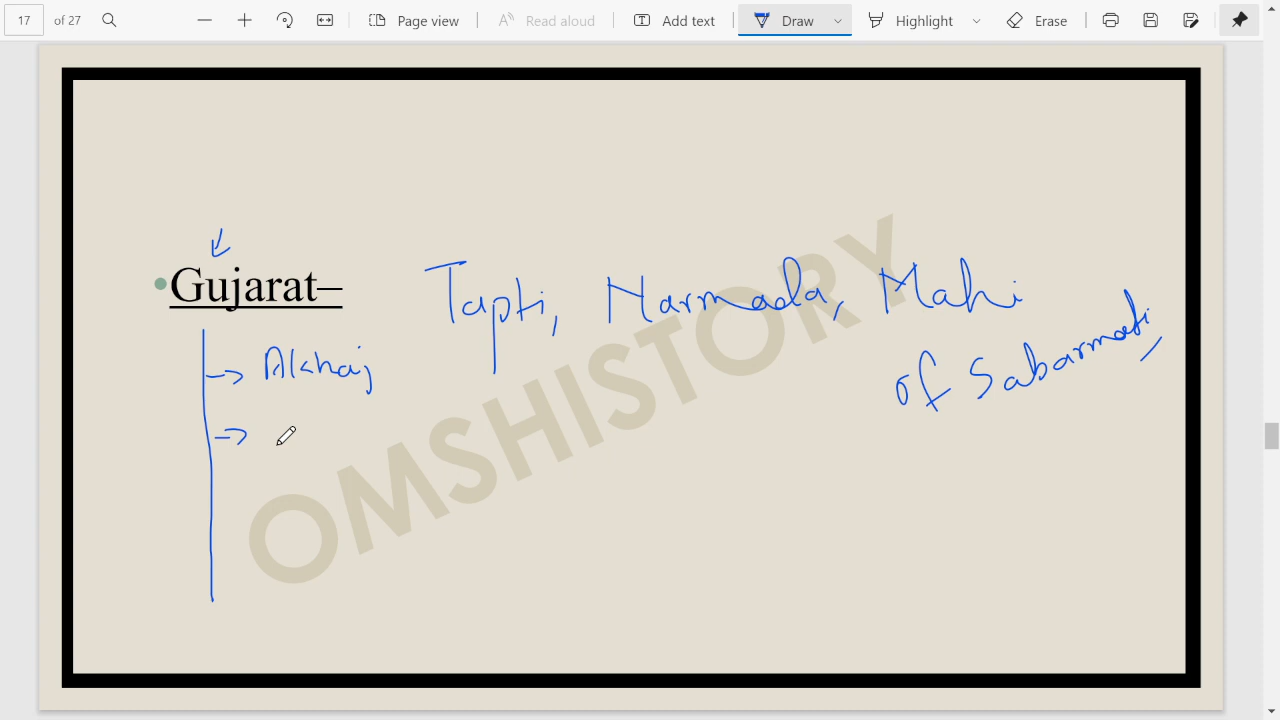 17 of 27 Page view Read aloud Add text Draw Highlight Erase
Gujarat– Tapti, Narmada, Mahi
of Sabarmati,
→ Akhaj
→
OMSHISTORY